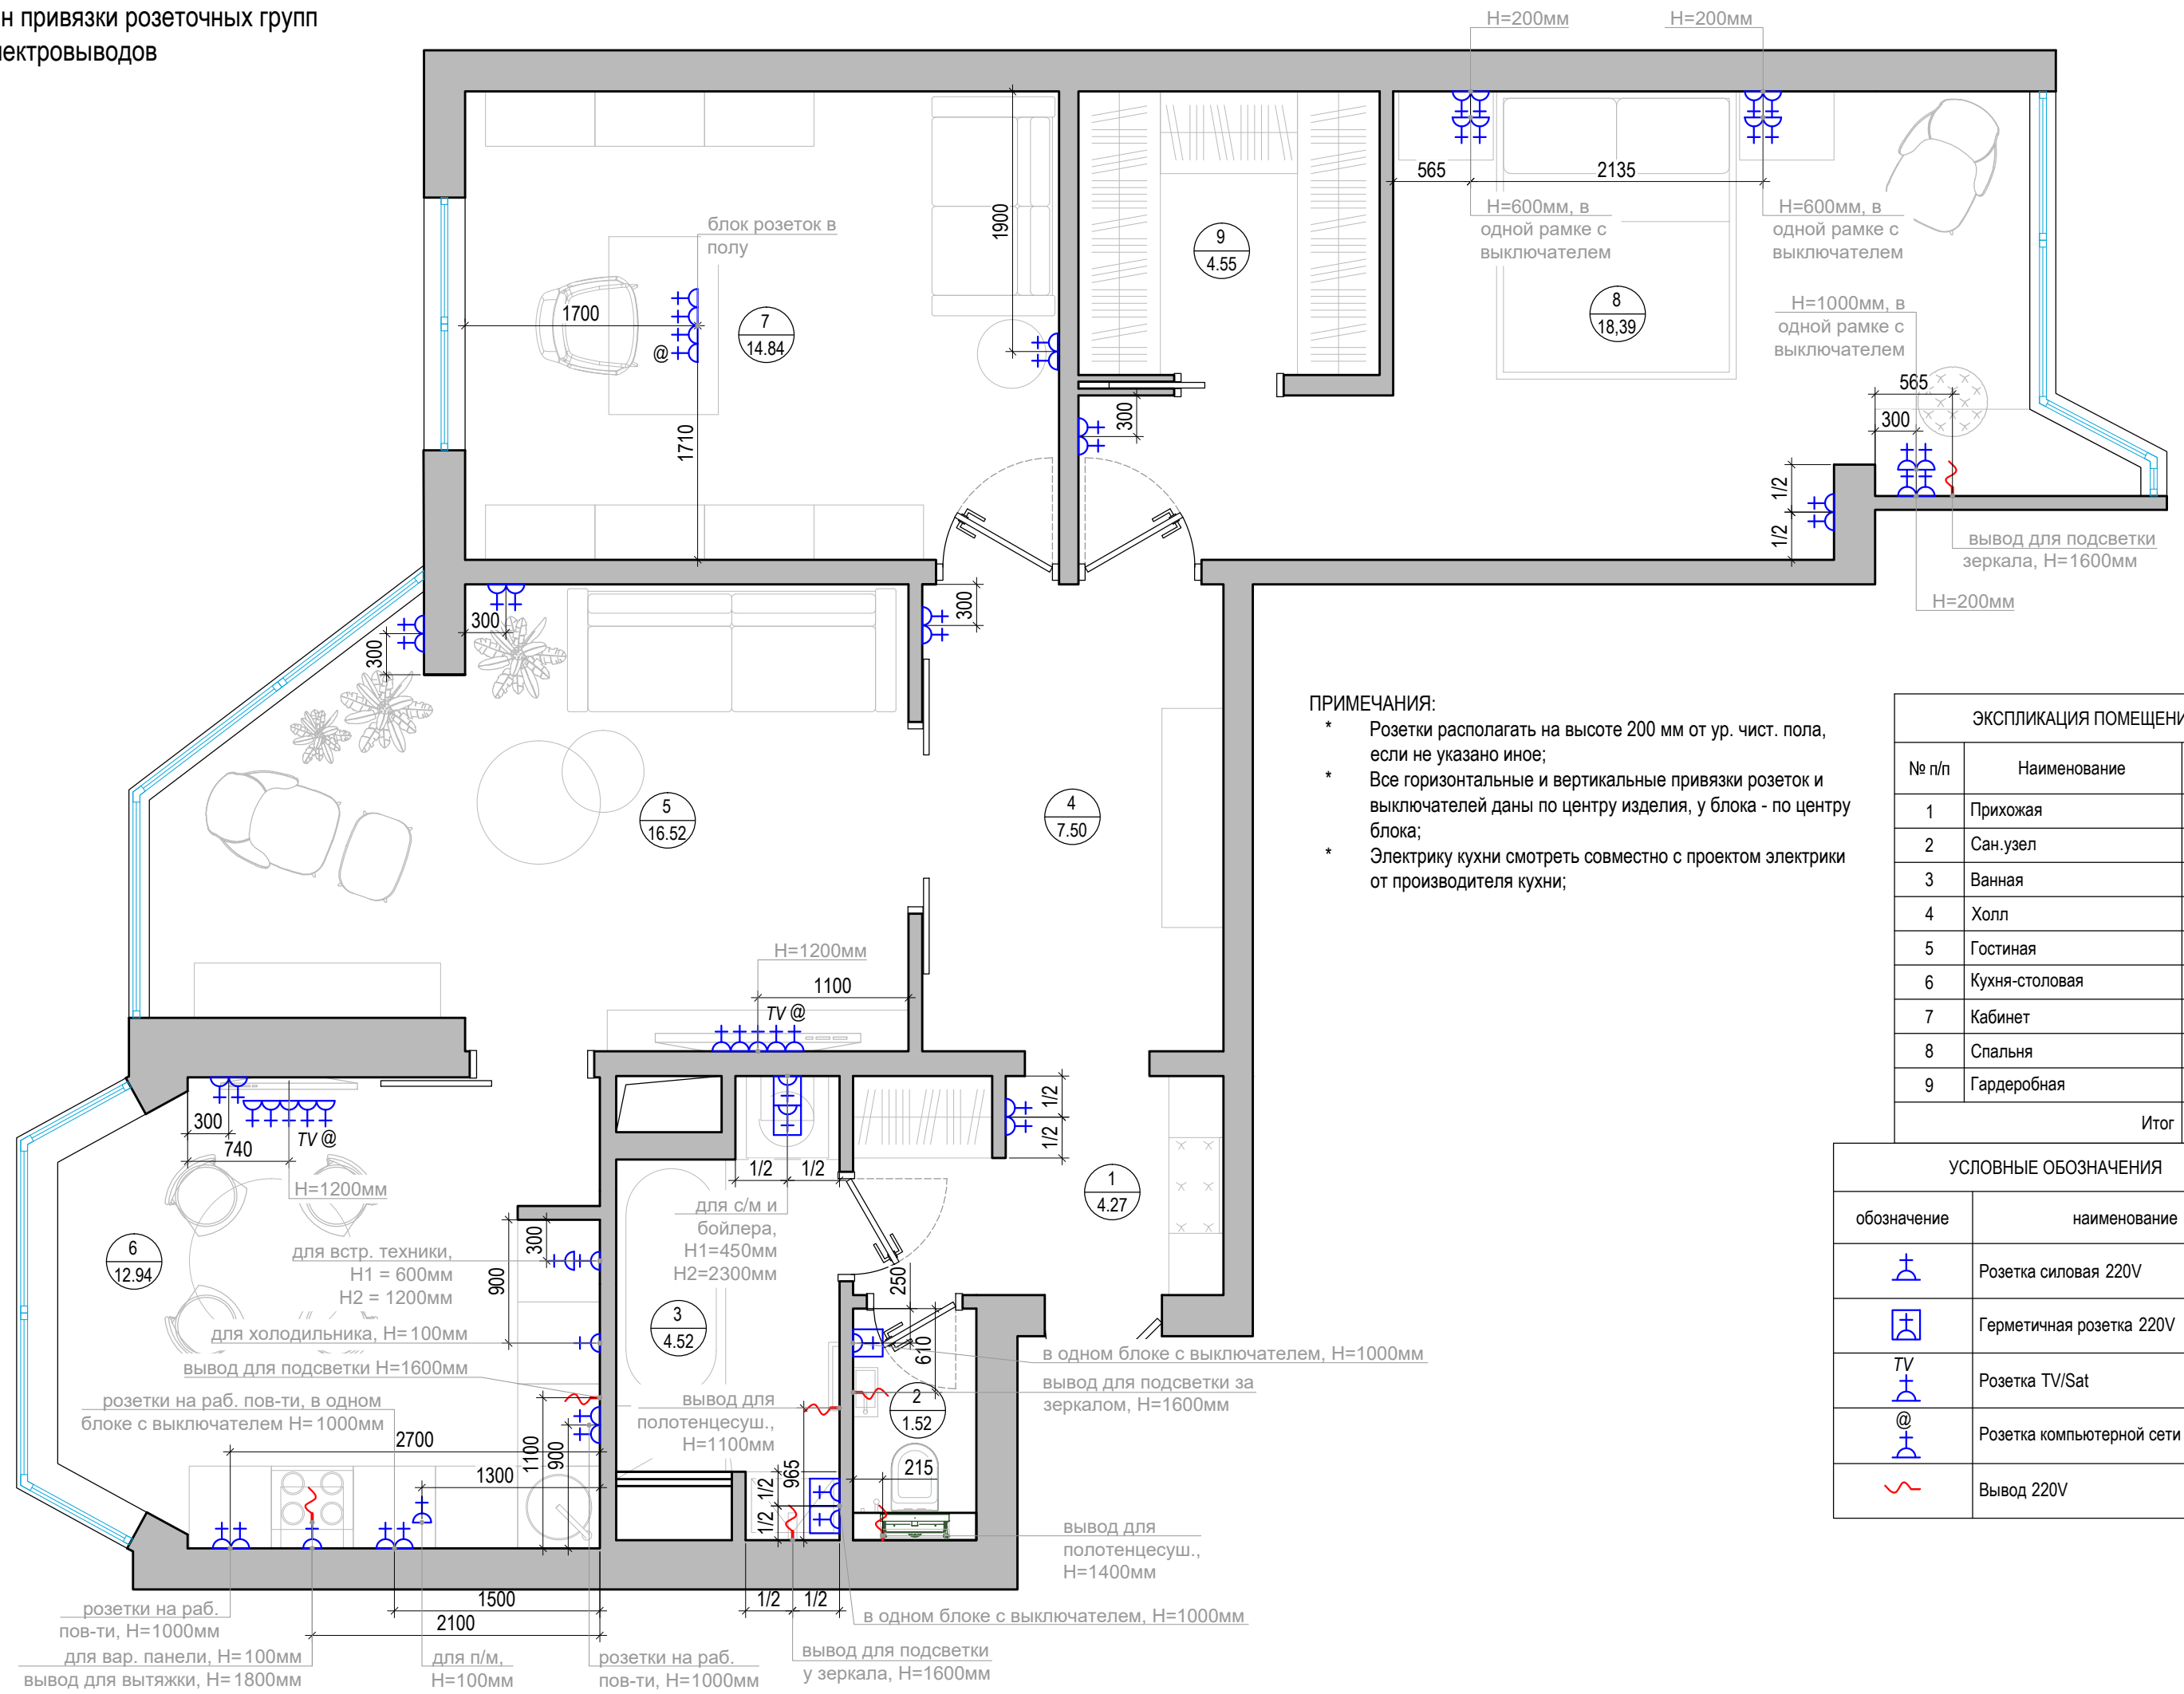 н привязки розеточных групп
лектровыводов
H=200мм
H=200мм
565
2135
H=600мм, в
одной рамке с
выключателем
H=600мм, в
одной рамке с
выключателем
блок розеток в
полу
1900
9
4.55
8
18,39
1700
@
7
14.84
H=1000мм, в
одной рамке с
выключателем
565
300
300
1710
1/2
1/2
вывод для подсветки
зеркала, H=1600мм
H=200мм
300
300
300
5
16.52
4
7.50
ПРИМЕЧАНИЯ:
* Розетки располагать на высоте 200 мм от ур. чист. пола,
если не указано иное;
* Все горизонтальные и вертикальные привязки розеток и
выключателей даны по центру изделия, у блока - по центру
блока;
* Электрику кухни смотреть совместно с проектом электрики
от производителя кухни;
ЭКСПЛИКАЦИЯ ПОМЕЩЕНИ
№ п/п Наименование
1 Прихожая
2 Сан.узел
3 Ванная
4 Холл
5 Гостиная
6 Кухня-столовая
7 Кабинет
8 Спальня
9 Гардеробная
Итог
УСЛОВНЫЕ ОБОЗНАЧЕНИЯ
обозначение наименование
Розетка силовая 220V
Герметичная розетка 220V
TV
Розетка TV/Sat
@
Розетка компьютерной сети
Вывод 220V
H=1200мм
1100
TV @
300
740
TV @
H=1200мм
1/2
1/2
1/2 1/2
1
4.27
для с/м и
бойлера,
H1=450мм
H2=2300мм
6
12.94
300
900
для встр. техники,
H1 = 600мм
H2 = 1200мм
для холодильника, H=100мм
вывод для подсветки H=1600мм
розетки на раб. пов-ти, в одном
блоке с выключателем H=1000мм
3
4.52
250
610
в одном блоке с выключателем, H=1000мм
вывод для подсветки за
зеркалом, H=1600мм
2
1.52
вывод для
полотенцесуш.,
H=1100мм
2700
1300
1100
900
965
1/2
1/2
215
вывод для
полотенцесуш.,
H=1400мм
1500
2100
1/2 1/2
в одном блоке с выключателем, H=1000мм
розетки на раб.
пов-ти, H=1000мм
для вар. панели, H=100мм
вывод для вытяжки, H=1800мм
для п/м,
H=100мм
розетки на раб.
пов-ти, H=1000мм
вывод для подсветки
у зеркала, H=1600мм